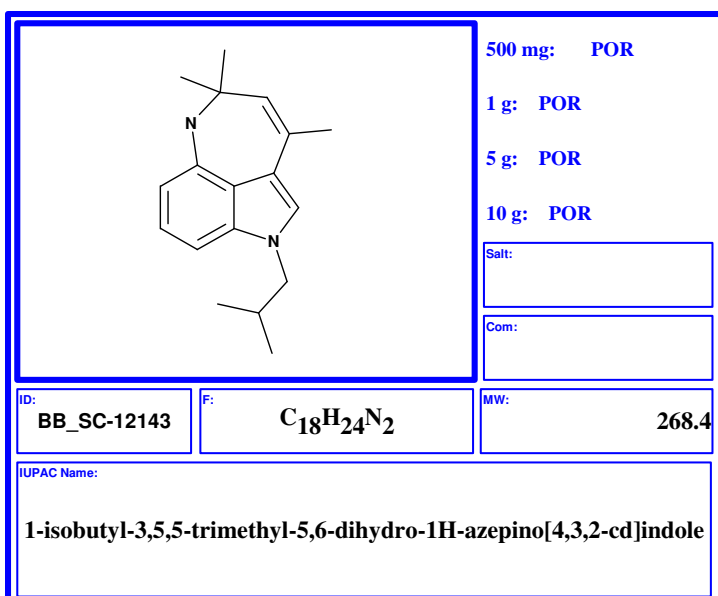 N
N
500 mg: POR
1 g: POR
5 g: POR
10 g: POR
Salt:
Com:
ID:
BB_SC-12143
F:
C18H24N2
MW:
268.4
IUPAC Name:
1-isobutyl-3,5,5-trimethyl-5,6-dihydro-1H-azepino[4,3,2-cd]indole